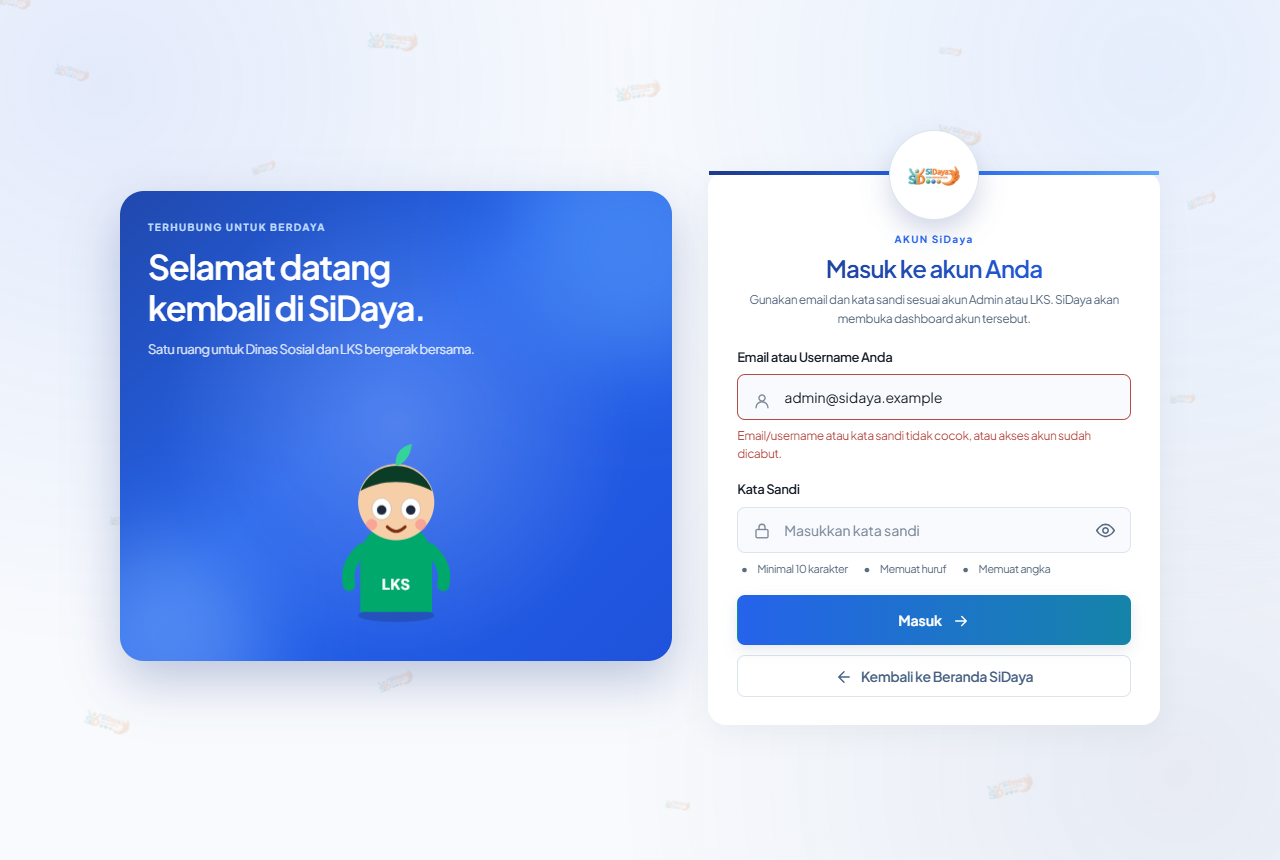 TERHUBUNG UNTUK BERDAYA
Selamat datang
kembali di SiDaya.
Satu ruang untuk Dinas Sosial dan LKS bergerak bersama.
LKS
SiDaya
AKUN SiDaya
Masuk ke akun Anda
Gunakan email dan kata sandi sesuai akun Admin atau LKS. SiDaya akan
membuka dashboard akun tersebut.
Email atau Username Anda
admin@sidaya.example
Email/username atau kata sandi tidak cocok, atau akses akun sudah
dicabut.
Kata Sandi
Masukkan kata sandi
• Minimal 10 karakter • Memuat huruf • Memuat angka
Masuk →
← Kembali ke Beranda SiDaya